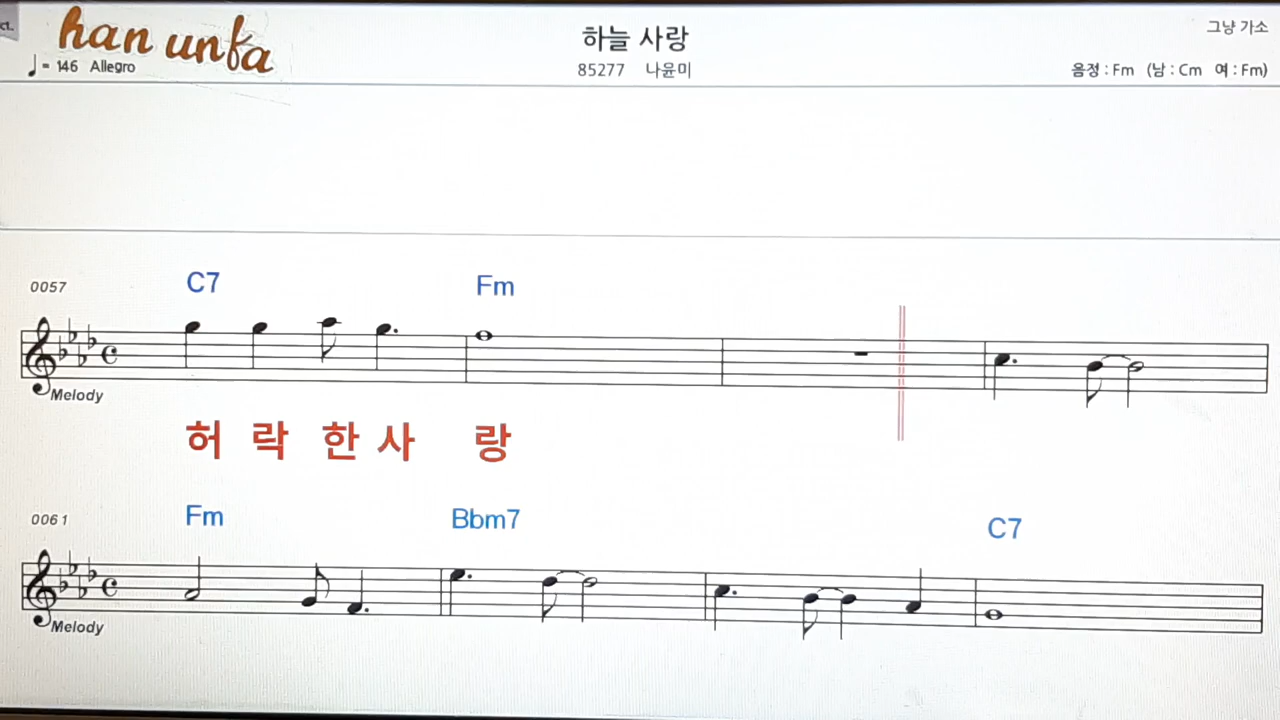 ct.
han unfa
♩= 146 Allegro
하늘 사랑
85277 나윤미
그냥 가소
음정 : Fm (남 : Cm 여 : Fm)
0057
C7 Fm
Melody
허 락 한 사 랑
0061
Fm Bbm7 C7
Melody